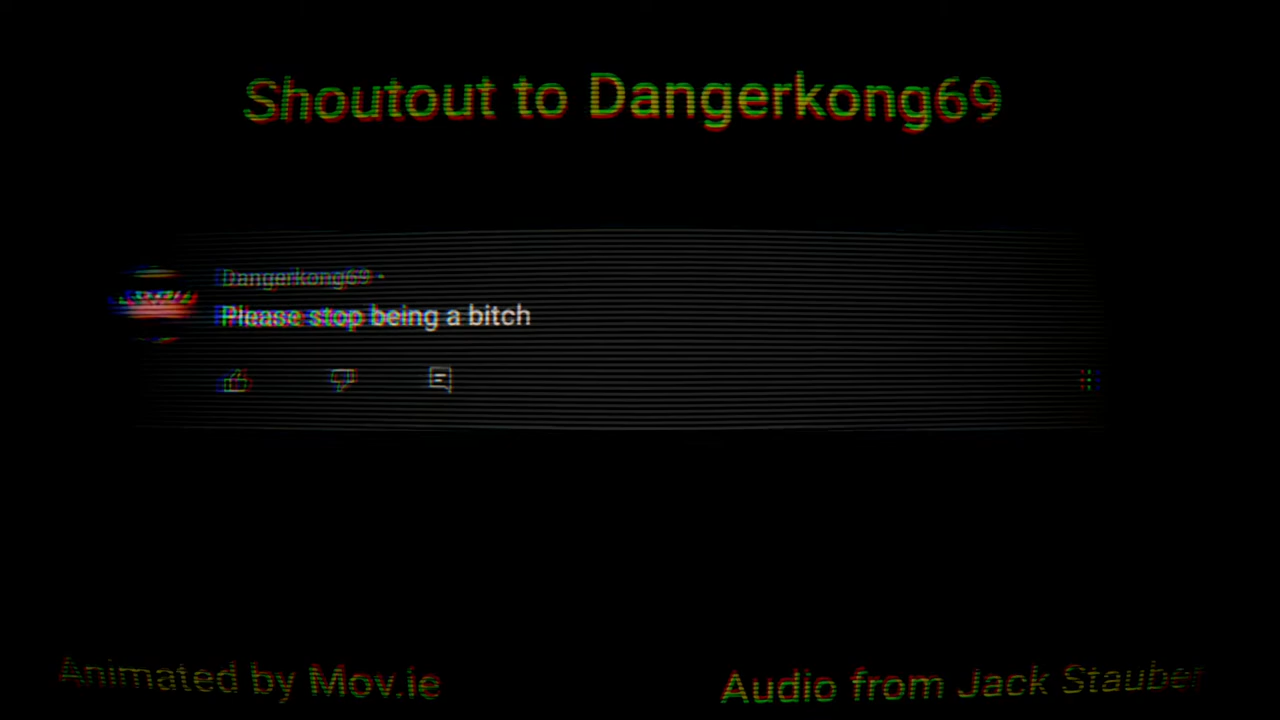 Shoutout to Dangerkong69
Dangerkong69 •
Please stop being a bitch
Animated by Mov.ie
Audio from Jack Stauber